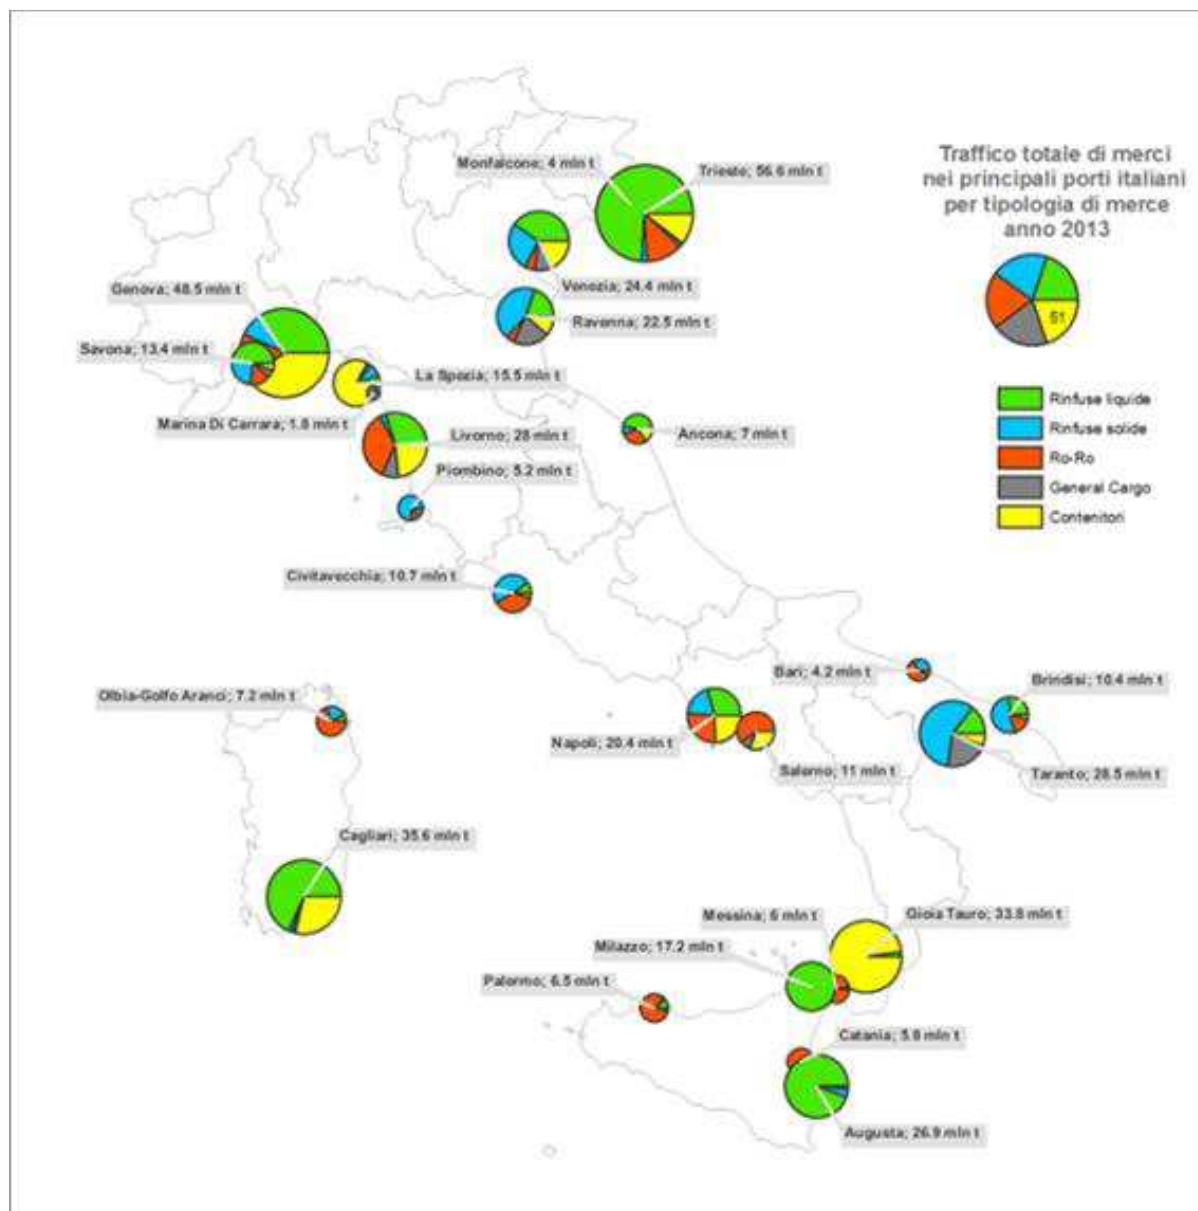 Traffico totale di merci
nei principali porti italiani
per tipologia di merce
anno 2013
51
Rinfuse liquide
Rinfuse solide
Ro-Ro
General Cargo
Contenitori
Monfalcone; 4 mln t
Trieste; 56.6 mln t
Venezia; 24.4 mln t
Genova; 48.5 mln t
Ravenna; 22.5 mln t
Savona; 13.4 mln t
La Spezia; 15.5 mln t
Marina Di Carrara; 1.8 mln t
Livorno; 28 mln t
Ancona; 7 mln t
Piombino; 5.2 mln t
Civitavecchia; 10.7 mln t
Bari; 4.2 mln t
Brindisi; 10.4 mln t
Olbia-Golfo Aranci; 7.2 mln t
Napoli; 20.4 mln t
Salerno; 11 mln t
Taranto; 28.5 mln t
Cagliari; 35.6 mln t
Messina; 6 mln t
Gioia Tauro; 33.8 mln t
Milazzo; 17.2 mln t
Palermo; 6.5 mln t
Catania; 5.8 mln t
Augusta; 26.9 mln t